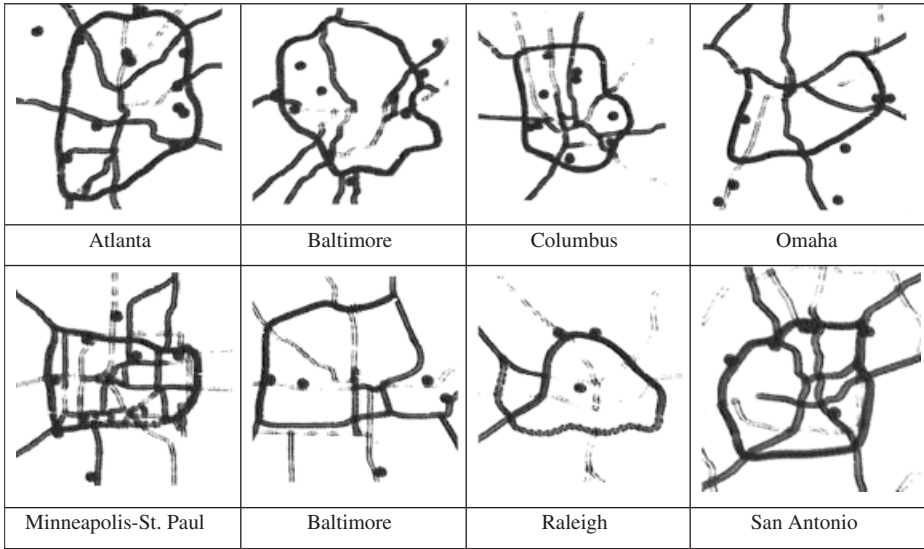 Atlanta
Baltimore
Columbus
Omaha
Minneapolis-St. Paul
Baltimore
Raleigh
San Antonio